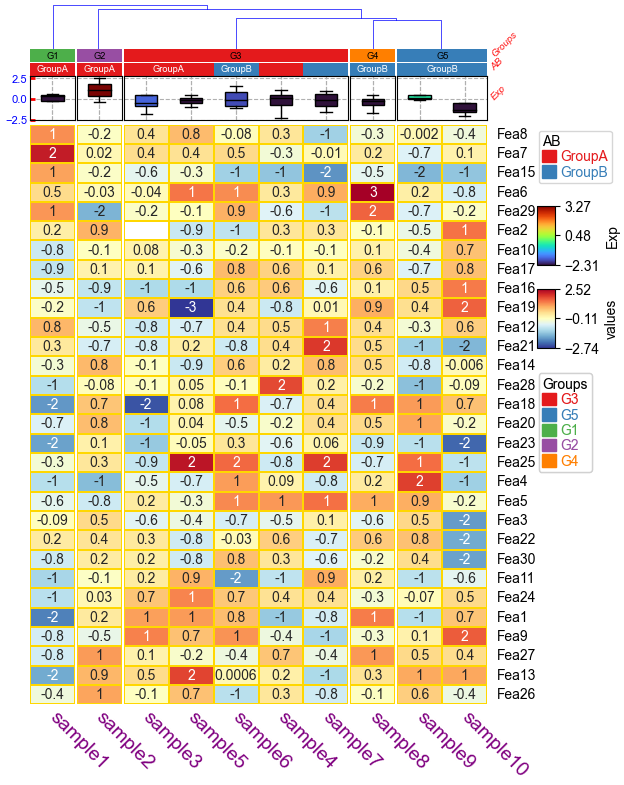 G1 G2 G3 G4 G5 Groups
GroupA GroupA GroupA GroupB GroupB GroupB AB
2.5
0.0 Exp
-2.5
1 -0.2 0.4 0.8 -0.08 0.3 -1 -0.3 -0.002 -0.4 Fea8
2 0.02 0.4 0.4 0.5 -0.3 -0.01 0.2 -0.7 0.1 Fea7
1 -0.2 -0.6 -0.3 -1 -1 -2 -0.5 -2 -1 Fea15
0.5 -0.03 -0.04 1 1 0.3 0.9 3 0.2 -0.8 Fea6
1 -2 -0.2 -0.1 0.9 -0.6 -1 2 -0.7 -0.2 Fea29
0.2 0.9 -0.9 -1 0.3 0.3 -0.1 -0.5 1 Fea2
-0.8 -0.1 0.08 -0.3 -0.2 -0.1 -0.1 0.1 -0.4 0.7 Fea10
-0.9 0.1 0.1 -0.6 0.8 0.6 0.1 0.6 -0.7 0.8 Fea17
-0.5 -0.9 -1 -1 0.6 0.6 -0.6 0.1 0.5 1 Fea16
-0.2 -1 0.6 -3 0.4 -0.8 0.01 0.9 0.4 2 Fea19
0.8 -0.5 -0.8 -0.7 0.4 0.5 1 0.4 -0.3 0.6 Fea12
0.3 -0.7 -0.8 0.2 -0.8 0.4 2 0.5 -1 -2 Fea21
-0.3 0.8 -0.1 -0.9 0.6 0.2 0.8 0.5 -0.8 -0.006 Fea14
-1 -0.08 -0.1 0.05 -0.1 2 0.2 -0.2 -1 -0.09 Fea28
-2 0.7 -2 0.08 1 -0.7 0.4 1 1 0.7 Fea18
-0.7 0.8 -1 0.04 -0.5 -0.2 0.4 0.5 1 -0.2 Fea20
-2 0.1 -1 -0.05 0.3 -0.6 0.06 -0.9 -1 -2 Fea23
-0.3 0.3 -0.9 2 2 -0.8 2 -0.7 1 -1 Fea25
-1 -1 -0.5 -0.7 1 0.09 -0.8 0.2 2 -1 Fea4
-0.6 -0.8 0.2 -0.3 1 1 1 1 0.9 -0.2 Fea5
-0.09 0.5 -0.6 -0.4 -0.7 -0.5 0.1 -0.6 0.5 -2 Fea3
0.2 0.4 0.3 -0.8 -0.03 0.6 -0.7 0.6 0.8 -2 Fea22
-0.8 0.2 0.2 -0.8 0.8 0.3 -0.6 -0.2 0.4 -2 Fea30
-1 -0.1 0.2 0.9 -2 -1 0.9 0.2 -1 -0.6 Fea11
-1 0.03 0.7 1 0.7 0.4 0.4 -0.3 -0.07 0.5 Fea24
-2 0.2 1 1 0.8 -1 -0.8 1 -1 0.7 Fea1
-0.8 -0.5 1 0.7 1 -0.4 -1 -0.3 0.1 2 Fea9
-0.8 1 0.1 -0.2 -0.4 0.7 -0.4 1 0.5 0.4 Fea27
-2 0.9 0.5 2 0.0006 0.2 -1 0.3 1 1 Fea13
-0.4 1 -0.1 0.7 -1 0.3 -0.8 -0.1 0.6 -0.4 Fea26
sample1 sample2 sample3 sample5 sample6 sample4 sample7 sample8 sample9 sample10
AB
GroupA
GroupB
3.27
0.48
-2.31
Exp
2.52
-0.11
-2.74
values
Groups
G3
G5
G1
G2
G4